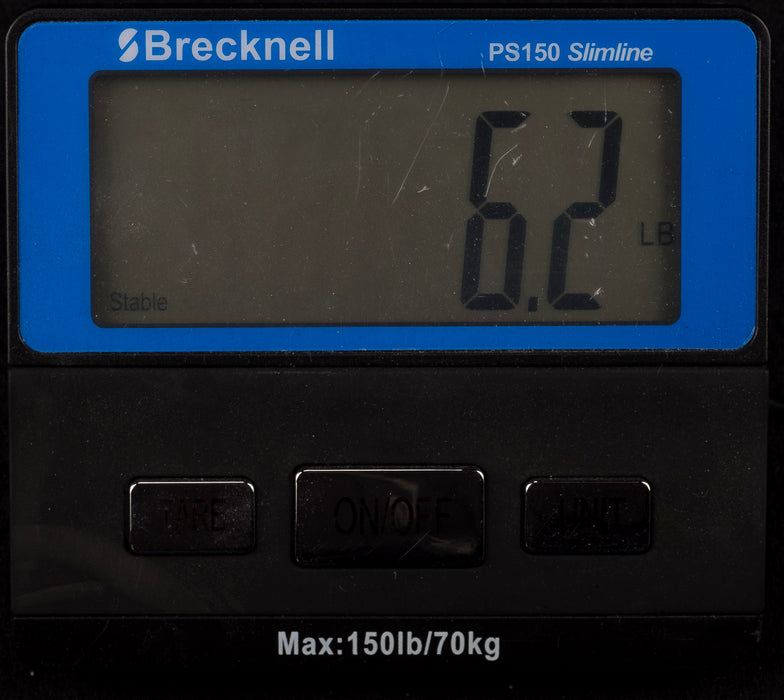 Brecknell
PS150 Slimline
6.2 LB
Stable
TARE ON/OFF UNIT
Max:150lb/70kg